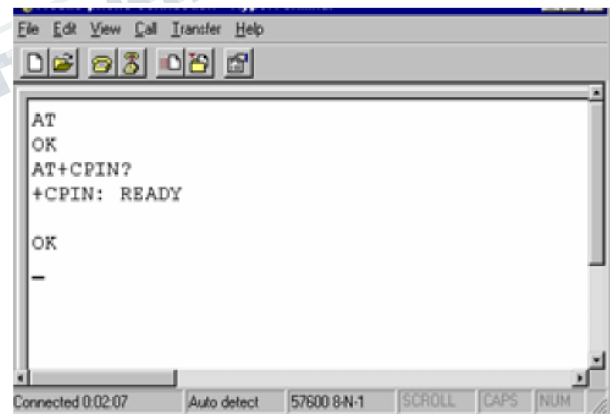 File Edit View Call Transfer Help
AT
OK
AT+CPIN?
+CPIN: READY
OK
Connected 0:02:07 Auto detect 57600 8-N-1 SCROLL CAPS NUM